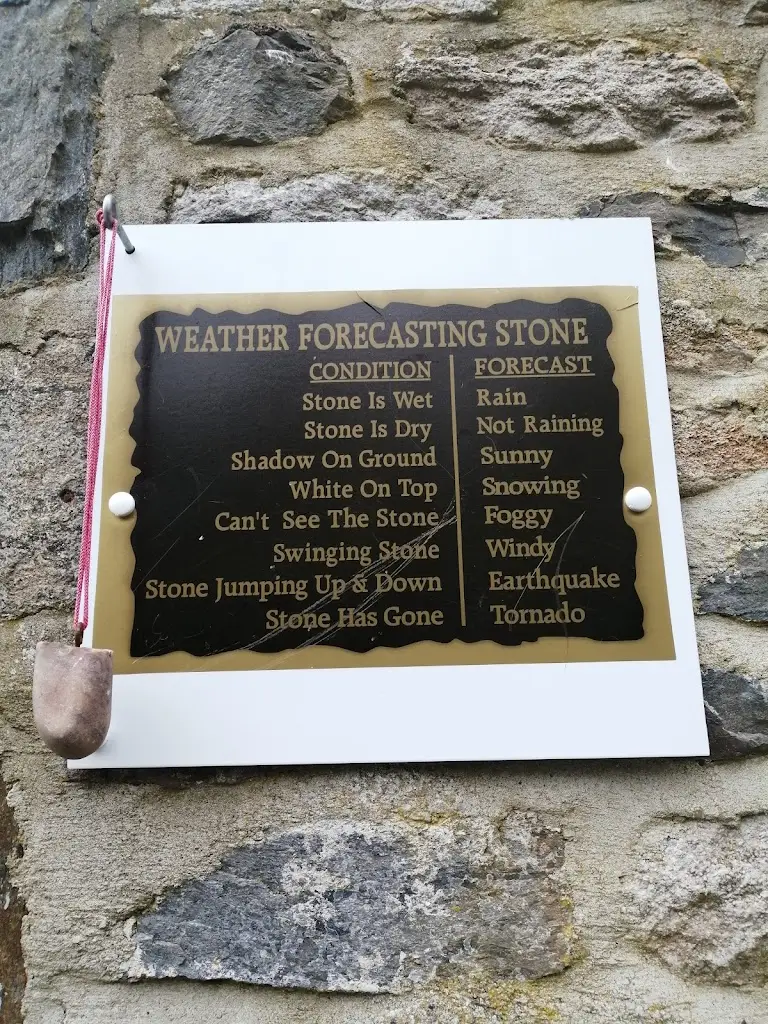 WEATHER FORECASTING STONE
CONDITION FORECAST
Stone Is Wet Rain
Stone Is Dry Not Raining
Shadow On Ground Sunny
White On Top Snowing
Can't See The Stone Foggy
Swinging Stone Windy
Stone Jumping Up & Down Earthquake
Stone Has Gone Tornado